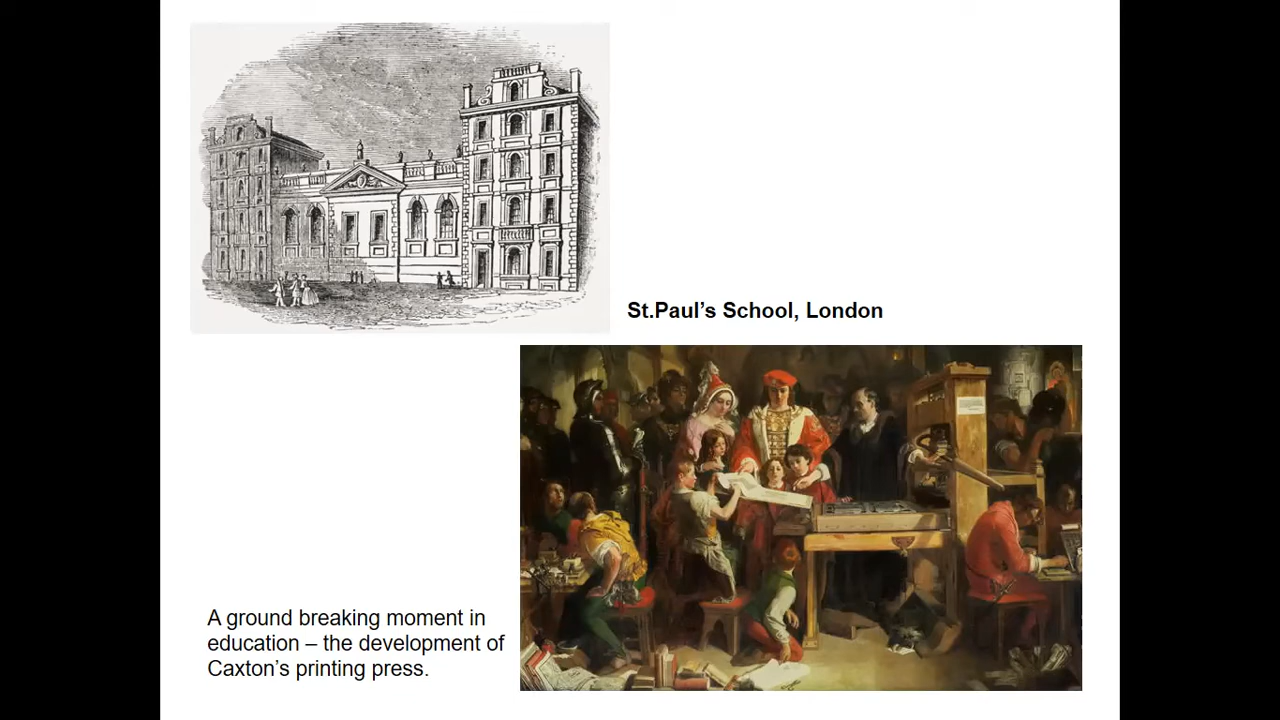 St.Paul’s School, London
A ground breaking moment in
education – the development of
Caxton’s printing press.